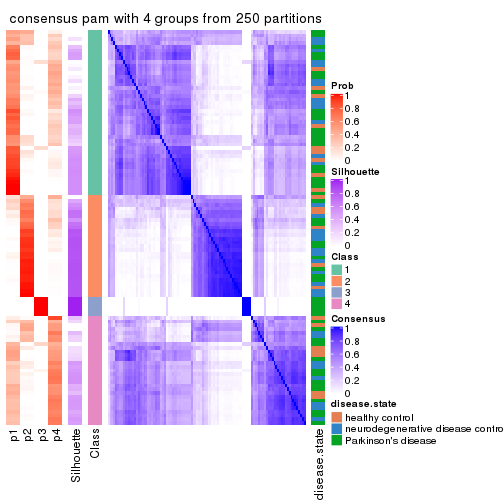 consensus pam with 4 groups from 250 partitions
Prob
1
0.8
0.6
0.4
0.2
0
Silhouette
1
0.8
0.6
0.4
0.2
0
Class
1
2
3
4
Consensus
1
0.8
0.6
0.4
0.2
0
disease.state
healthy control
neurodegenerative disease contro
Parkinson's disease
p1
p2
p3
p4
Silhouette
Class
disease.state